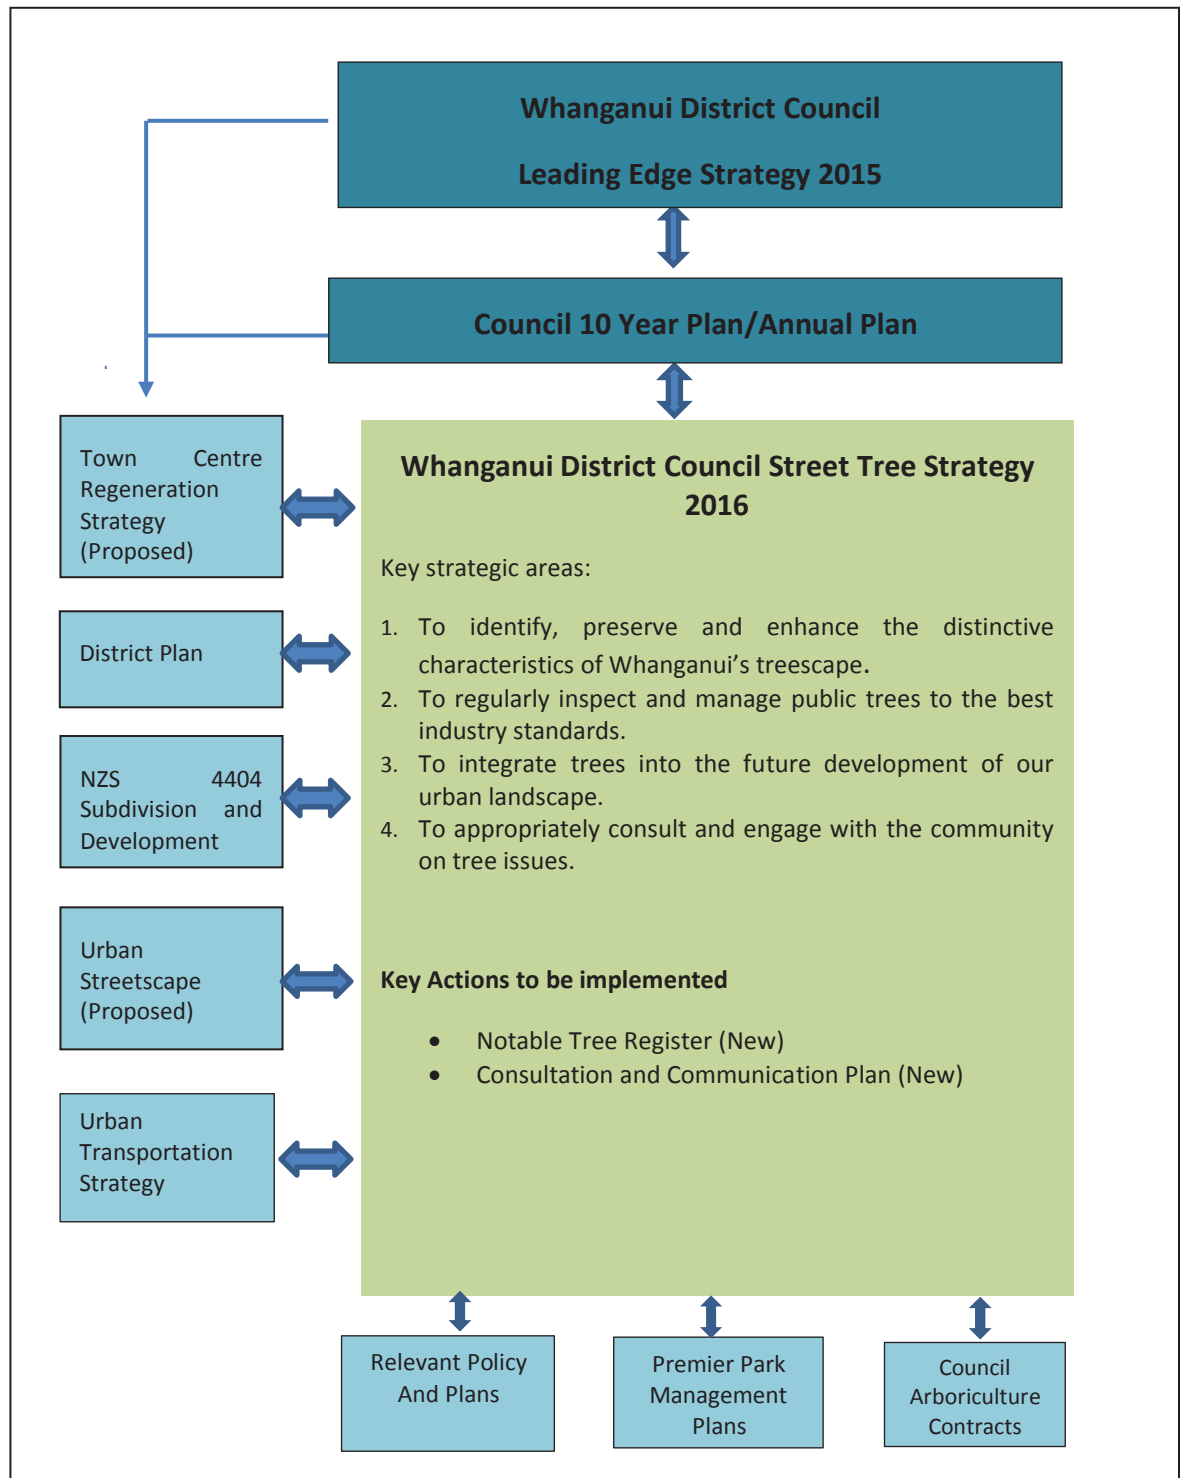 Whanganui District Council
Leading Edge Strategy 2015
Council 10 Year Plan/Annual Plan
Town Centre
Regeneration
Strategy
(Proposed)
District Plan
NZS 4404
Subdivision and
Development
Urban
Streetscape
(Proposed)
Urban
Transportation
Strategy
Whanganui District Council Street Tree Strategy
2016
Key strategic areas:
1. To identify, preserve and enhance the distinctive
characteristics of Whanganui’s treescape.
2. To regularly inspect and manage public trees to the best
industry standards.
3. To integrate trees into the future development of our
urban landscape.
4. To appropriately consult and engage with the community
on tree issues.
Key Actions to be implemented
• Notable Tree Register (New)
• Consultation and Communication Plan (New)
Relevant Policy
And Plans
Premier Park
Management
Plans
Council
Arboriculture
Contracts